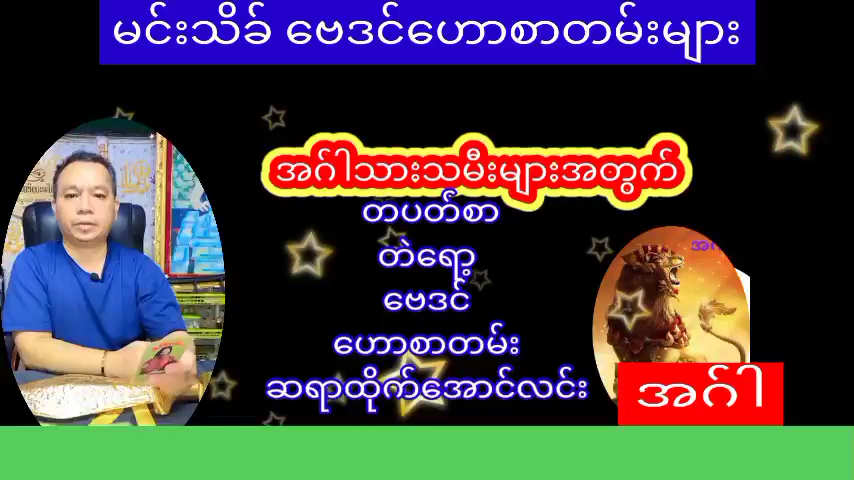 မင်းသိခ် ဗေဒင်ဟောစာတမ်းများ
အင်္ဂါသားသမီးများအတွက်
တပတ်စာ
တဲရော့
ဗေဒင်
ဟောစာတမ်း
ဆရာထိုက်အောင်လင်း
အင်္ဂါ